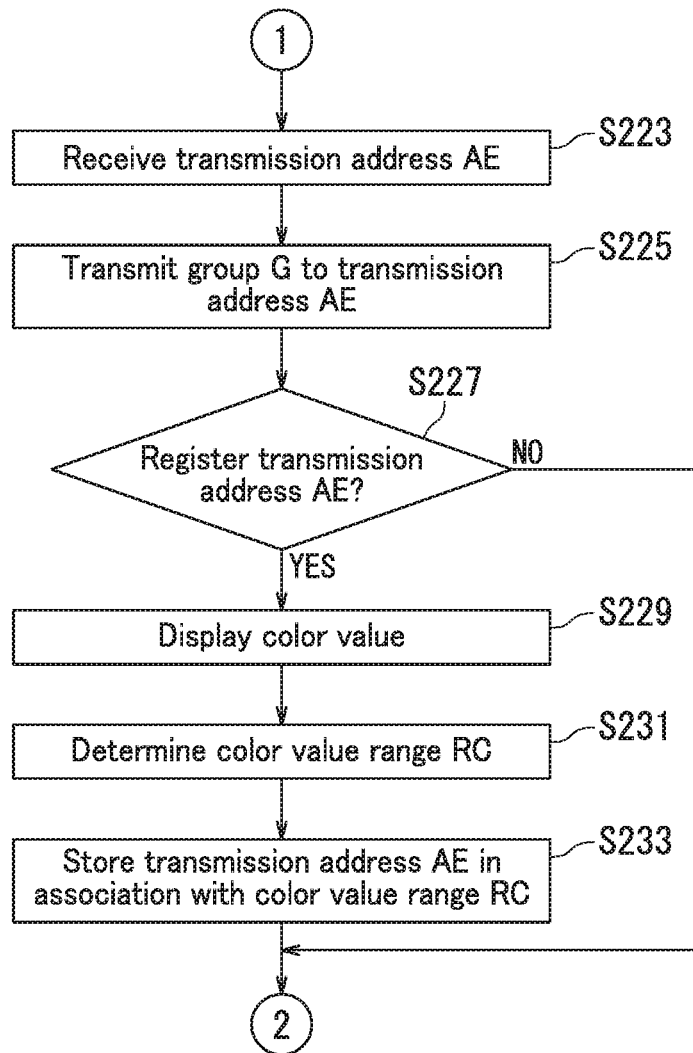 1
Receive transmission address AE
S223
Transmit group G to transmission
address AE
S225
S227
Register transmission
address AE?
NO
YES
Display color value
S229
Determine color value range RC
S231
Store transmission address AE in
association with color value range RC
S233
2